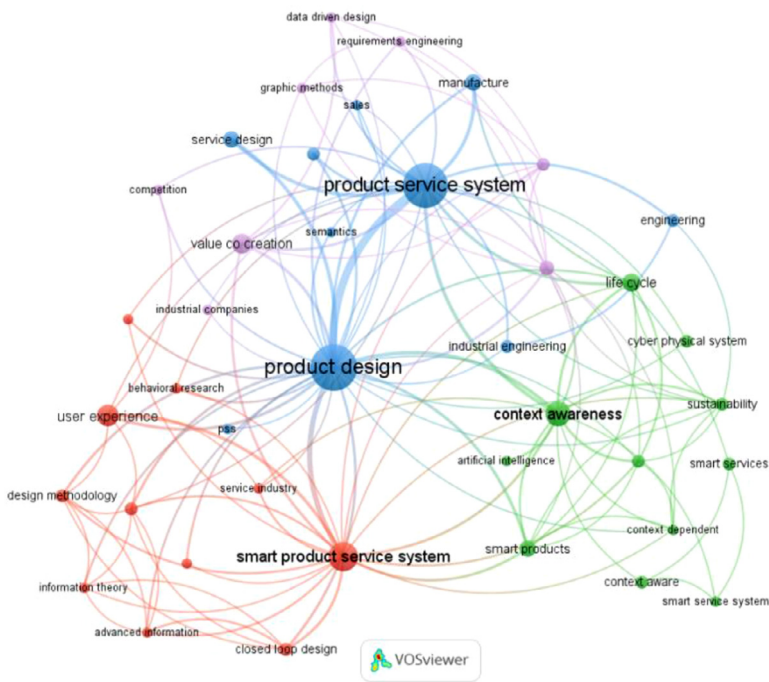 data driven design
requirements engineering
manufacture
graphic methods
sales
service design
product service system
competition
engineering
semantics
value co creation
life cycle
industrial companies
cyber physical system
industrial engineering
product design
behavioral research
sustainability
user experience
context awareness
pss
artificial intelligence
smart services
service industry
design methodology
context dependent
smart products
smart product service system
context aware
information theory
smart service system
advanced information
closed loop design
VOSviewer